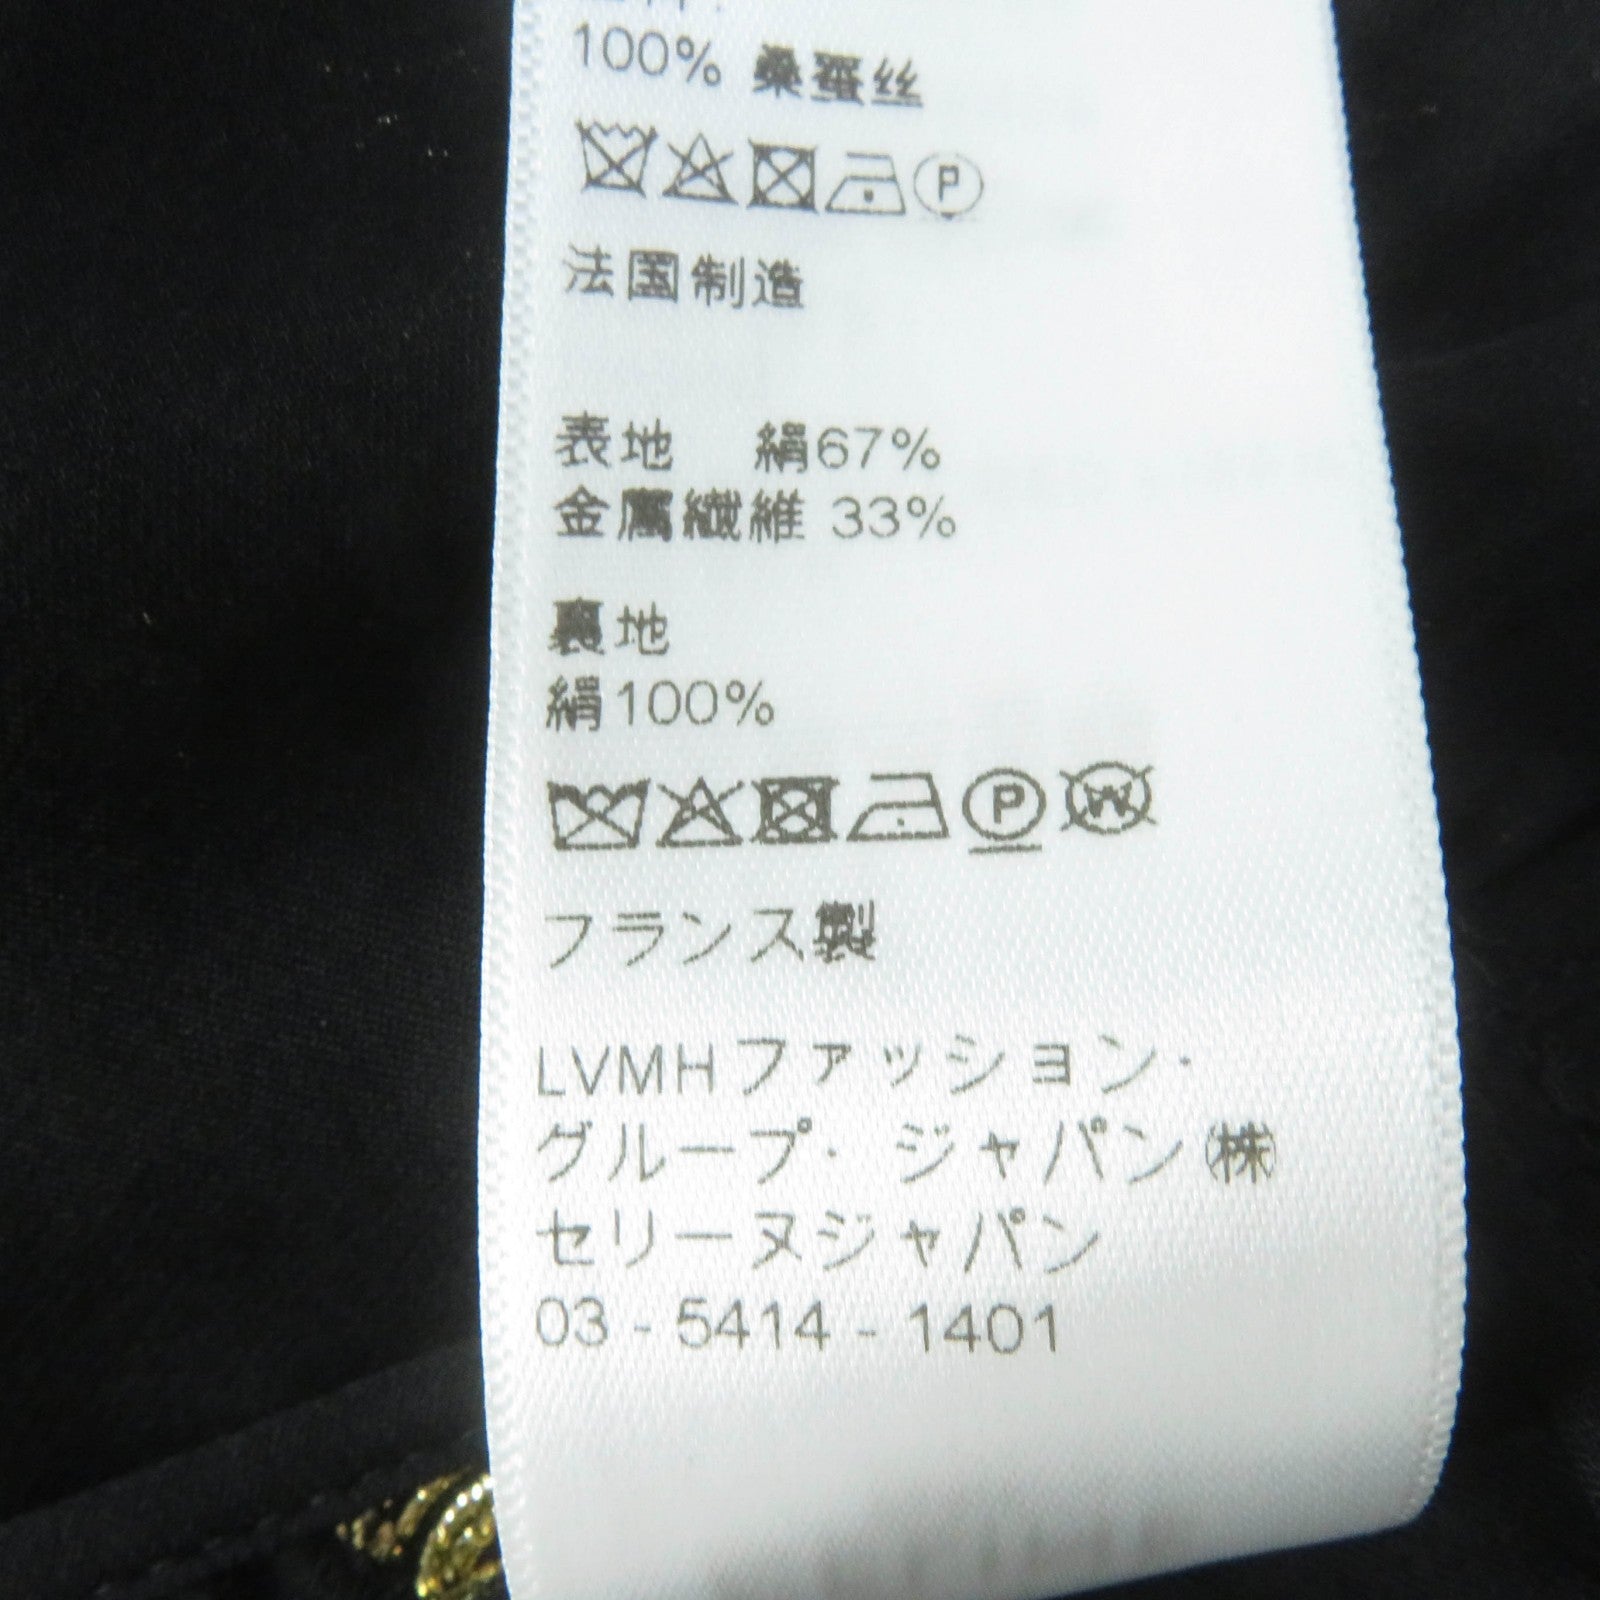 100% 桑蚕丝
P
法国制造
表地 絹67%
金属繊維 33%
裏地
絹100%
P W
フランス製
LVMHファッション・
グループ・ジャパン㈱
セリーヌジャパン
03 - 5414 - 1401